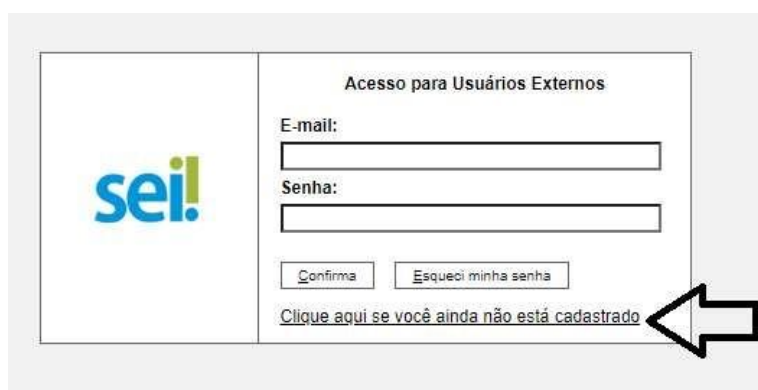 Acesso para Usuários Externos
E-mail:
sei!
Senha:
Confirma
Esqueci minha senha
Clique aqui se você ainda não está cadastrado